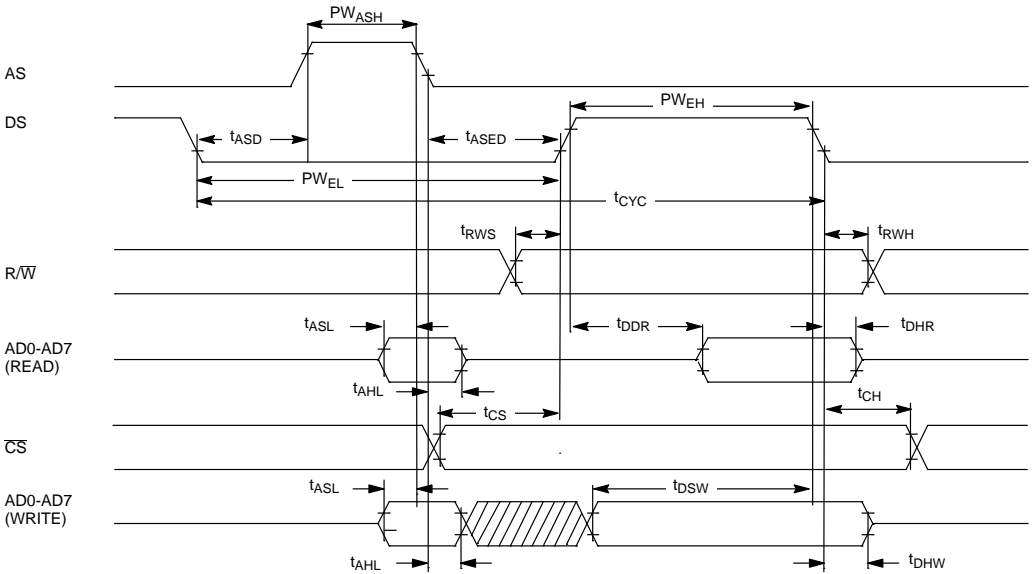 PWASH
AS
DS
PWEH
tASD
tASED
PWEL
tCYC
tRWS
tRWH
R/W̅
tASL
tDDR
tDHR
AD0-AD7
(READ)
tAHL
tCS
tCH
C̅S̅
tASL
tDSW
AD0-AD7
(WRITE)
tAHL
tDHW